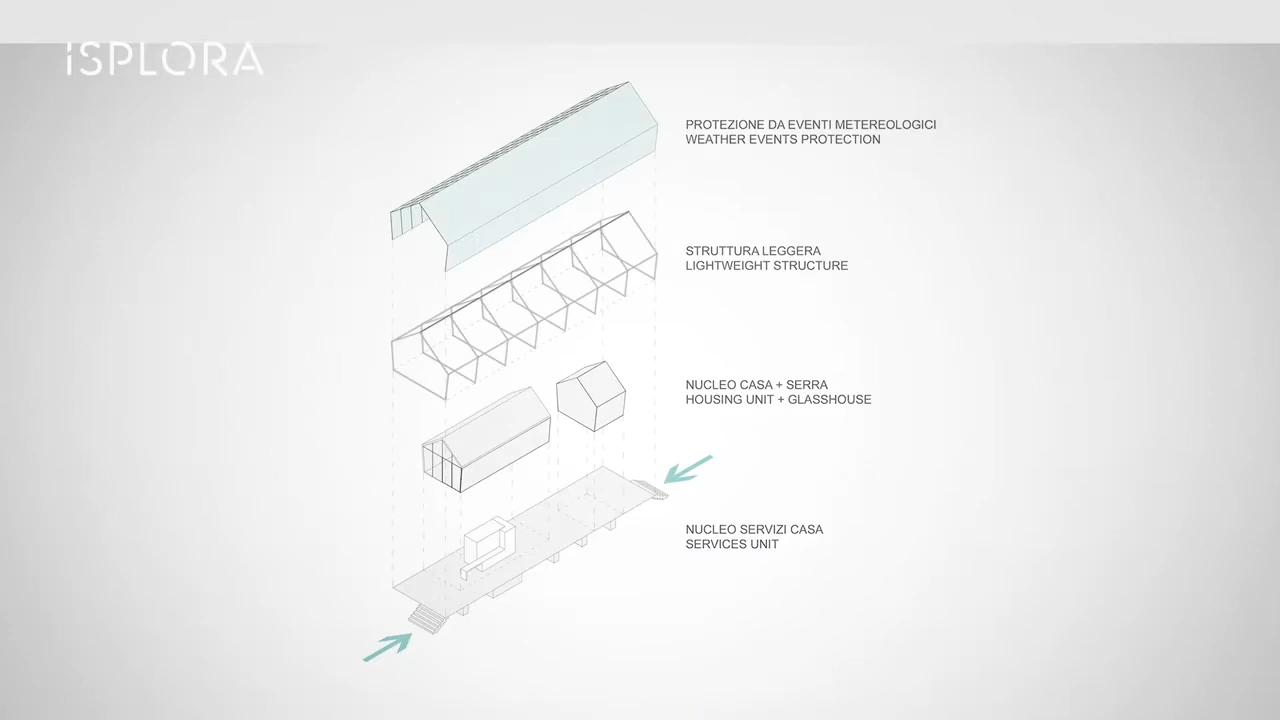 ISPLORA
PROTEZIONE DA EVENTI METEREOLOGICI
WEATHER EVENTS PROTECTION
STRUTTURA LEGGERA
LIGHTWEIGHT STRUCTURE
NUCLEO CASA + SERRA
HOUSING UNIT + GLASSHOUSE
NUCLEO SERVIZI CASA
SERVICES UNIT